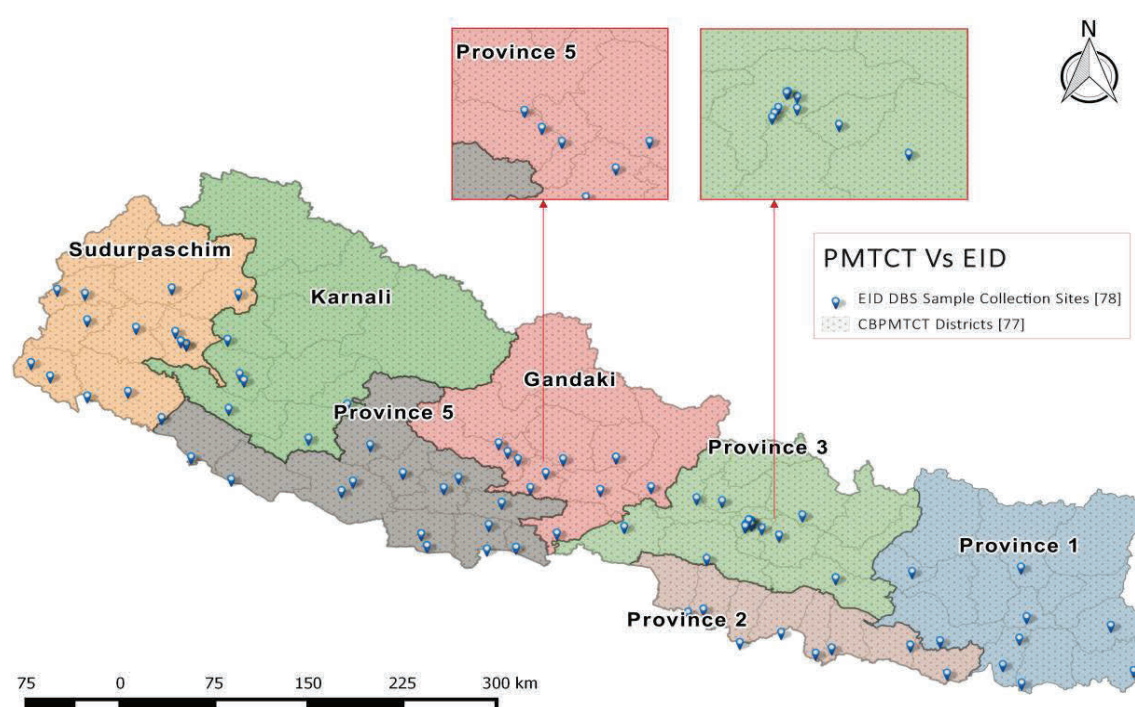 N
Province 5
PMTCT Vs EID
EID DBS Sample Collection Sites [78]
CBPMTCT Districts [77]
Sudurpaschim
Karnali
Gandaki
Province 5
Province 3
Province 1
Province 2
75 0 75 150 225 300 km